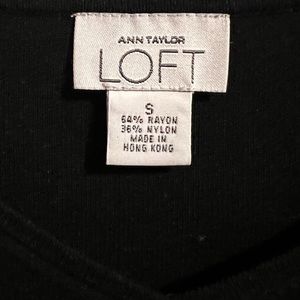 ANN TAYLOR
LOFT
S
64% RAYON
36% NYLON
MADE IN
HONG KONG